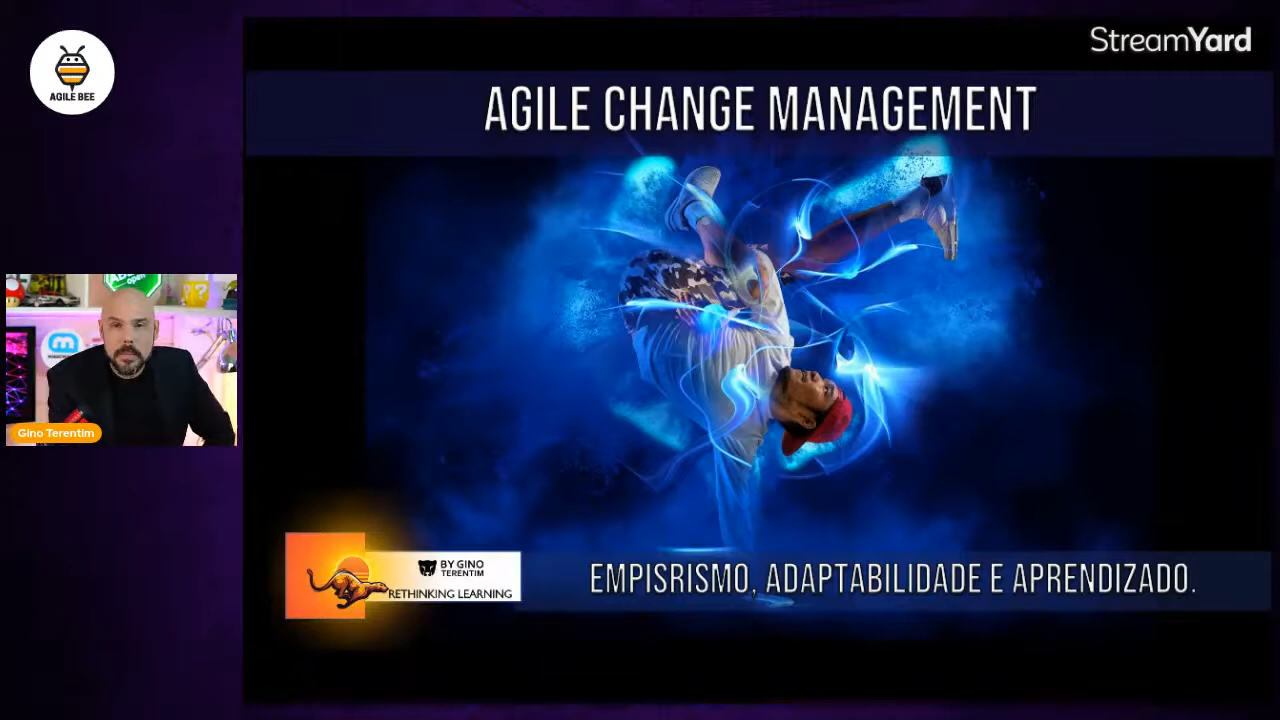 AGILE BEE
StreamYard
AGILE CHANGE MANAGEMENT
Gino Terentim
BY GINO
TERENTIM
RETHINKING LEARNING
EMPISRISMO, ADAPTABILIDADE E APRENDIZADO.